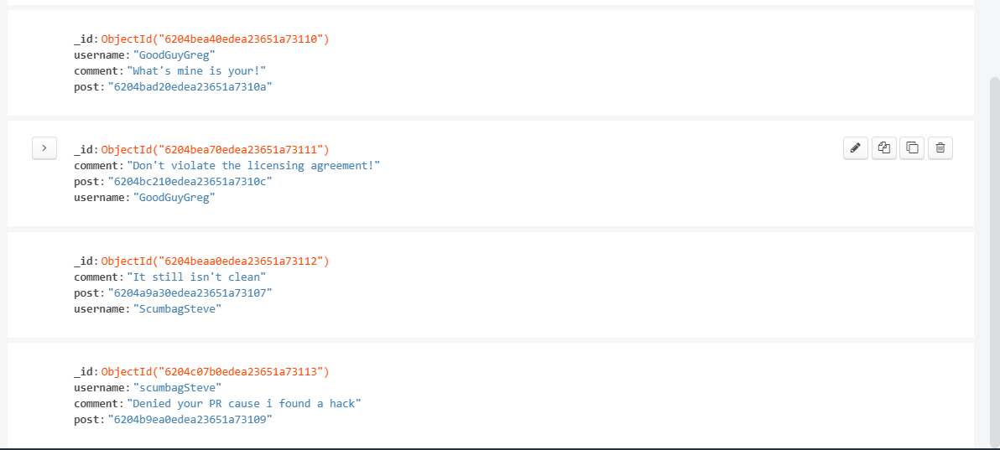 _id: ObjectId("6204bea40edea23651a73110")
username: "GoodGuyGreg"
comment: "What's mine is your!"
post: "6204bad20edea23651a7310a"
_id: ObjectId("6204bea70edea23651a73111")
comment: "Don't violate the licensing agreement!"
post: "6204bc210edea23651a7310c"
username: "GoodGuyGreg"
_id: ObjectId("6204beaa0edea23651a73112")
comment: "It still isn't clean"
post: "6204a9a30edea23651a73107"
username: "ScumbagSteve"
_id: ObjectId("6204c07b0edea23651a73113")
username: "scumbagSteve"
comment: "Denied your PR cause i found a hack"
post: "6204b9ea0edea23651a73109"